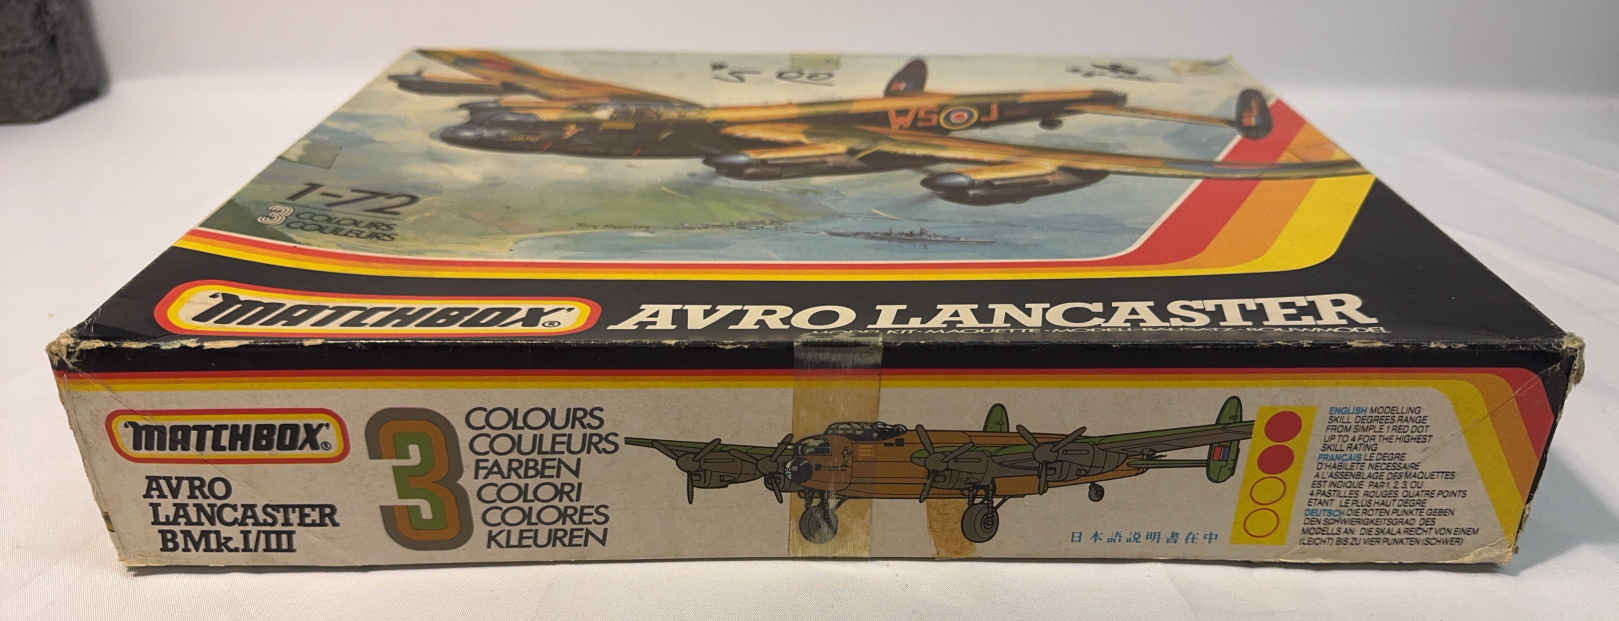 WS J
1-72
3 COLOURS
COULEURS
MATCHBOX®
AVRO LANCASTER
MATCHBOX®
AVRO
LANCASTER
BMk.I/III
3
COLOURS
COULEURS
FARBEN
COLORI
COLORES
KLEUREN
日本語説明書在中
ENGLISH MODELLING
SKILL DEGREES RANGE
FROM SIMPLE 1 RED DOT
UP TO 4 FOR THE HIGHEST
SKILL RATING
FRANCAIS LE DEGRE
D'HABILETE NECESSAIRE
A L'ASSEMBLAGE DES MAQUETTES
EST INDIQUE PAR 1, 2, 3, OU
4 PASTILLES ROUGES QUATRE POINTS
ETANT LE PLUS HAUT DEGRE
DEUTSCH DIE ROTEN PUNKTE GEBEN
DEN SCHWIERIGKEITSGRAD DES
MODELLS AN DIE SKALA REICHT VON EINEM
(LEICHT) BIS ZU VIER PUNKTEN (SCHWER)